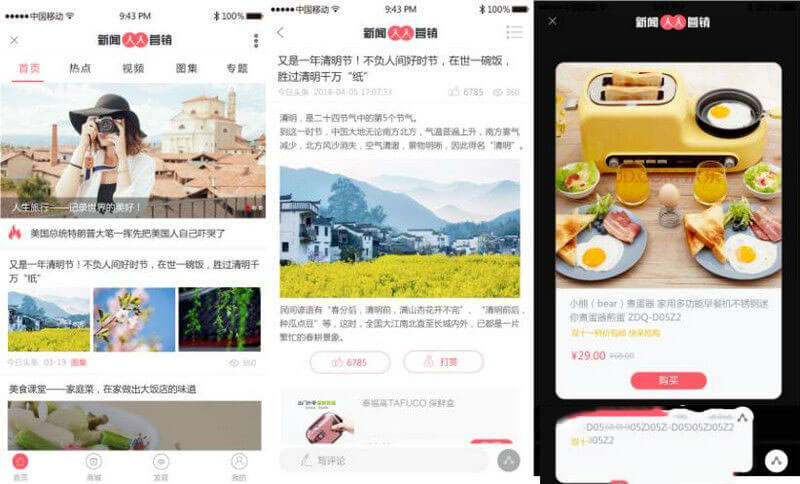 中国移动
9:43 PM
100%
新闻人人营销
首页 热点 视频 图集 专题
人生旅行——记录世界的美好!
美国总统特朗普大笔一挥先把美国人自己吓哭了
又是一年清明节!不负人间好时节,在世一碗饭,胜过清明千
万“纸”
今日头条 03-19 图集 360
美食课堂——家庭菜,在家做出大饭店的味道
首页 商城 发现 我的
中国移动
9:43 PM
100%
新闻人人营销
又是一年清明节!不负人间好时节,在世一碗饭,
胜过清明千万“纸”
今日头条 2018-04-05 17:07:33 6785 360
清明,是二十四节气中的第5个节气。
到这一时节,中国大地无论南方北方,气温普遍上升,南方雾气
减少,北方风沙消失,空气清澈,景物明晰,因此得名“清明”。
民间谚语有“春分后,清明前,满山杏花开不完”、“清明前后,
种瓜点豆”等,这时,全国大江南北直至长城内外,已都是一片
繁忙的春耕景象。
6785 打赏
泰福高TAFUCO 保鲜盒
写评论
中国移动
9:43 PM
100%
新闻人人营销
小熊(bear)煮蛋器 家用多功能早餐机不锈钢迷
你煮蛋器煎蛋 ZDQ-D05Z2
双十一特价包邮 快来抢购
¥29.00 ¥68.00
购买
双十